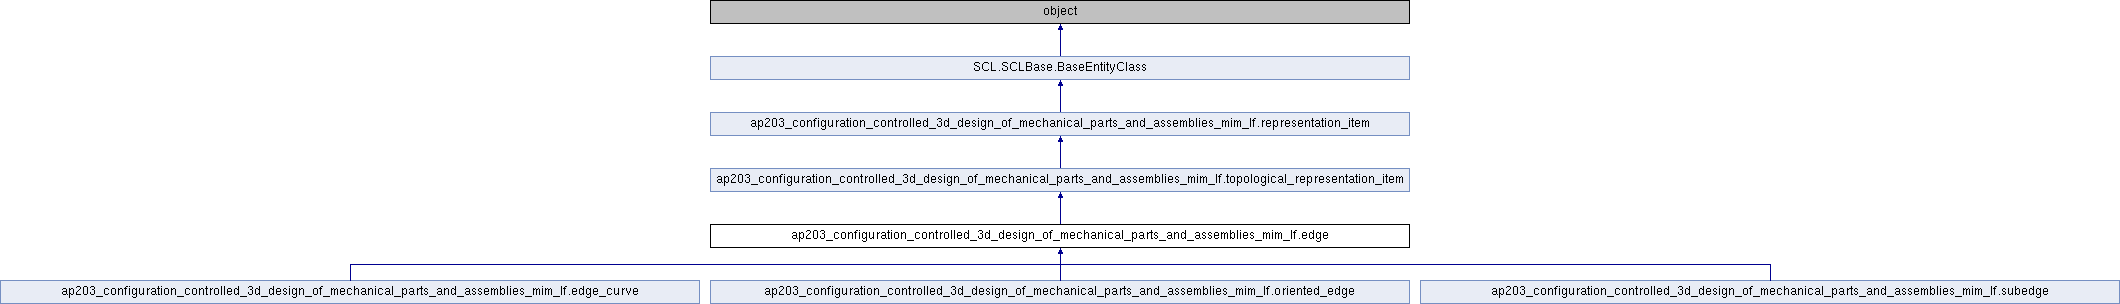 object
SCL.SCLBase.BaseEntityClass
ap203_configuration_controlled_3d_design_of_mechanical_parts_and_assemblies_mim_lf.representation_item
ap203_configuration_controlled_3d_design_of_mechanical_parts_and_assemblies_mim_lf.topological_representation_item
ap203_configuration_controlled_3d_design_of_mechanical_parts_and_assemblies_mim_lf.edge
ap203_configuration_controlled_3d_design_of_mechanical_parts_and_assemblies_mim_lf.edge_curve
ap203_configuration_controlled_3d_design_of_mechanical_parts_and_assemblies_mim_lf.oriented_edge
ap203_configuration_controlled_3d_design_of_mechanical_parts_and_assemblies_mim_lf.subedge